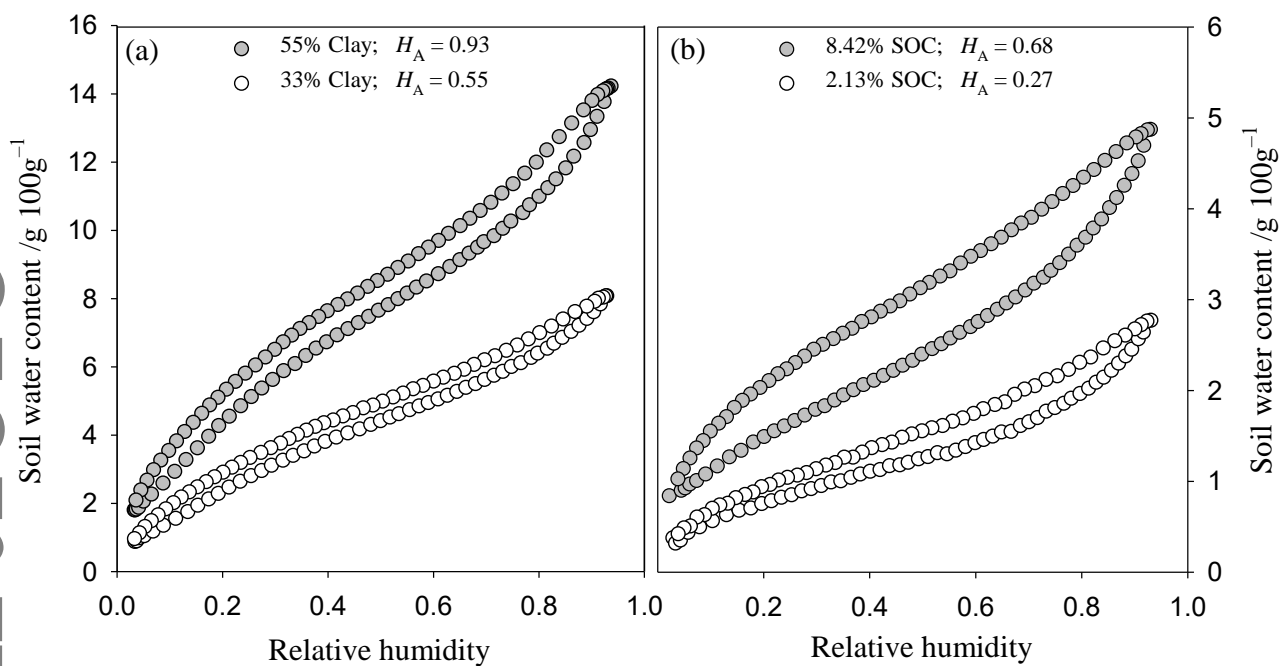 (a)
55% Clay; H_A = 0.93
33% Clay; H_A = 0.55
16
14
12
10
8
6
4
2
0
0.0 0.2 0.4 0.6 0.8 1.0
Soil water content /g 100g⁻¹
Relative humidity
(b)
8.42% SOC; H_A = 0.68
2.13% SOC; H_A = 0.27
6
5
4
3
2
1
0
0.2 0.4 0.6 0.8 1.0
Soil water content /g 100g⁻¹
Relative humidity